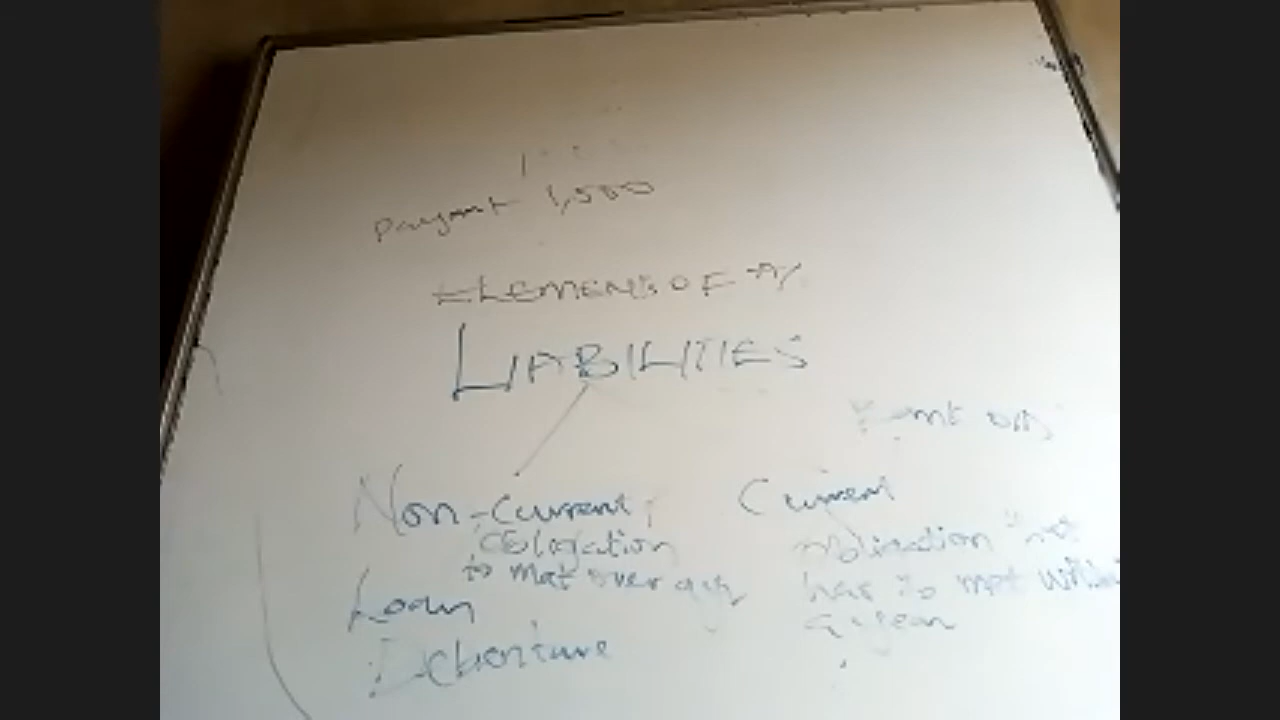 Payment 1,500
ELEMENTS OF
LIABILITIES
Non-Current
Current
obligation
obligation
to met over a
has to met within
Loan
a year
Debenture